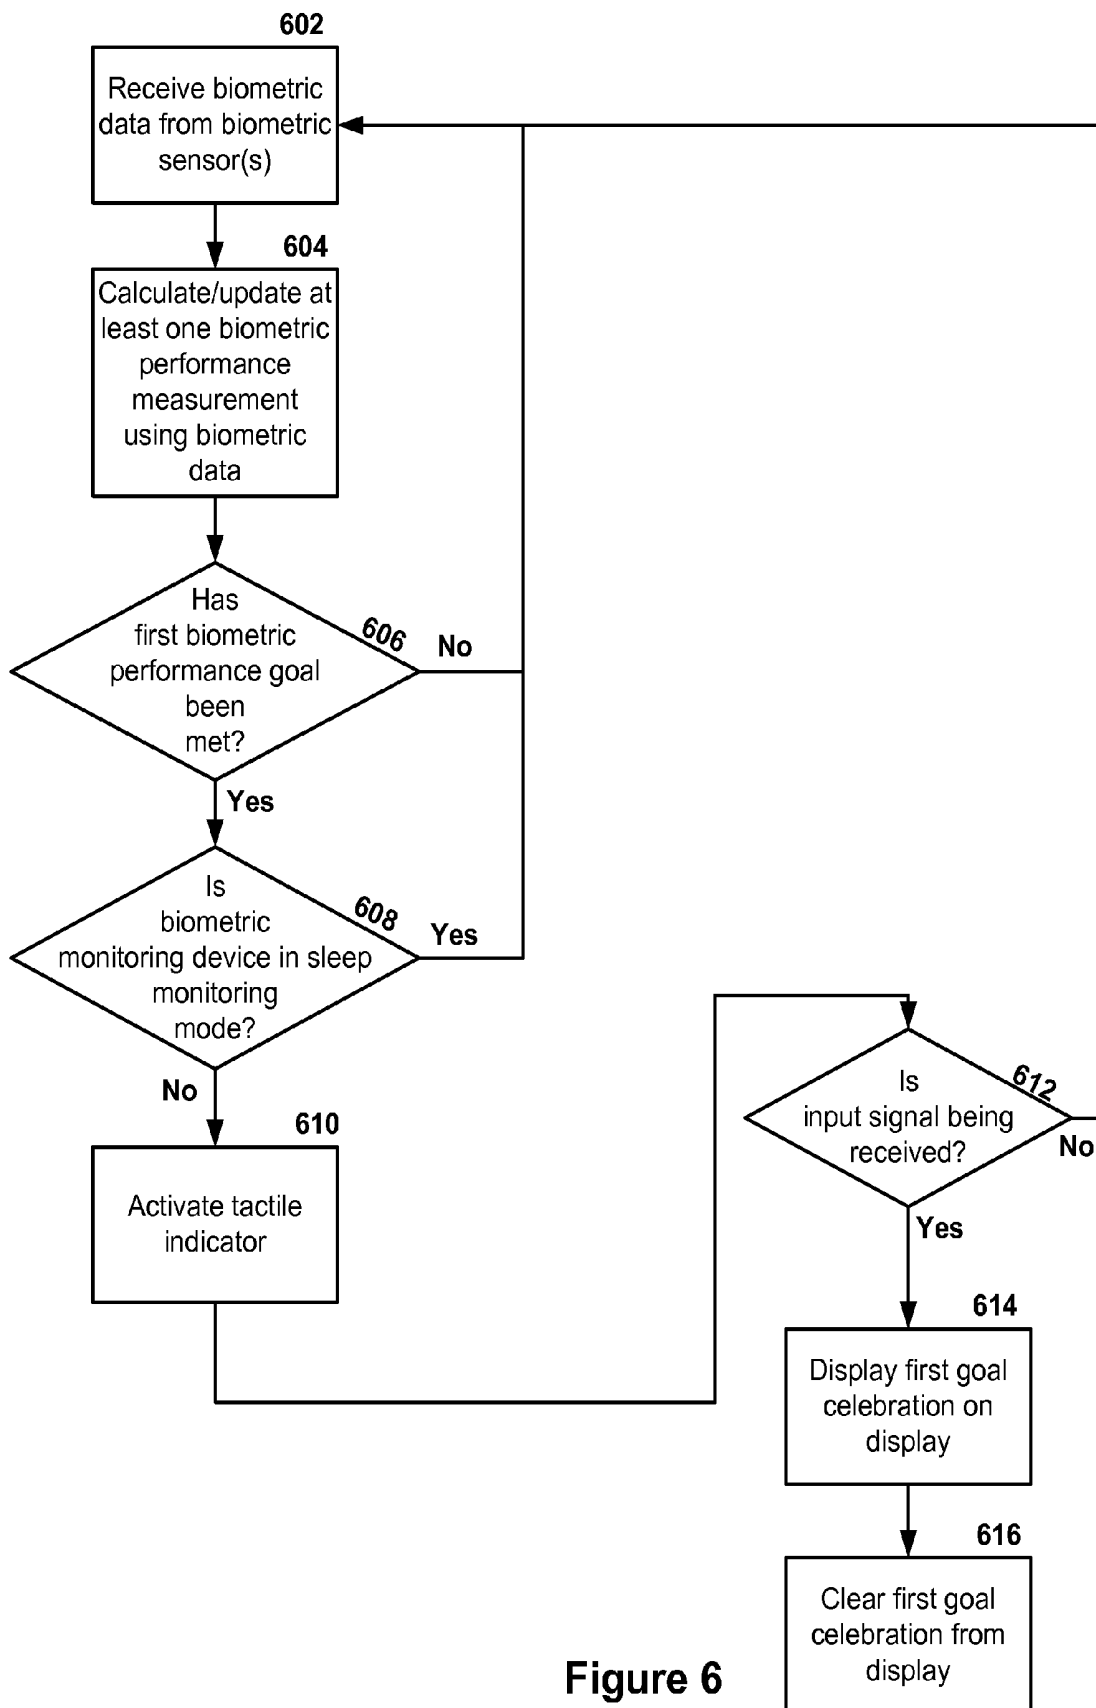 602
Receive biometric
data from biometric
sensor(s)
604
Calculate/update at
least one biometric
performance
measurement
using biometric
data
Has
first biometric
performance goal
been
met?
606
No
Yes
Is
biometric
monitoring device in sleep
monitoring
mode?
608
Yes
No
610
Activate tactile
indicator
Is
input signal being
received?
612
No
Yes
614
Display first goal
celebration on
display
616
Clear first goal
celebration from
display
Figure 6